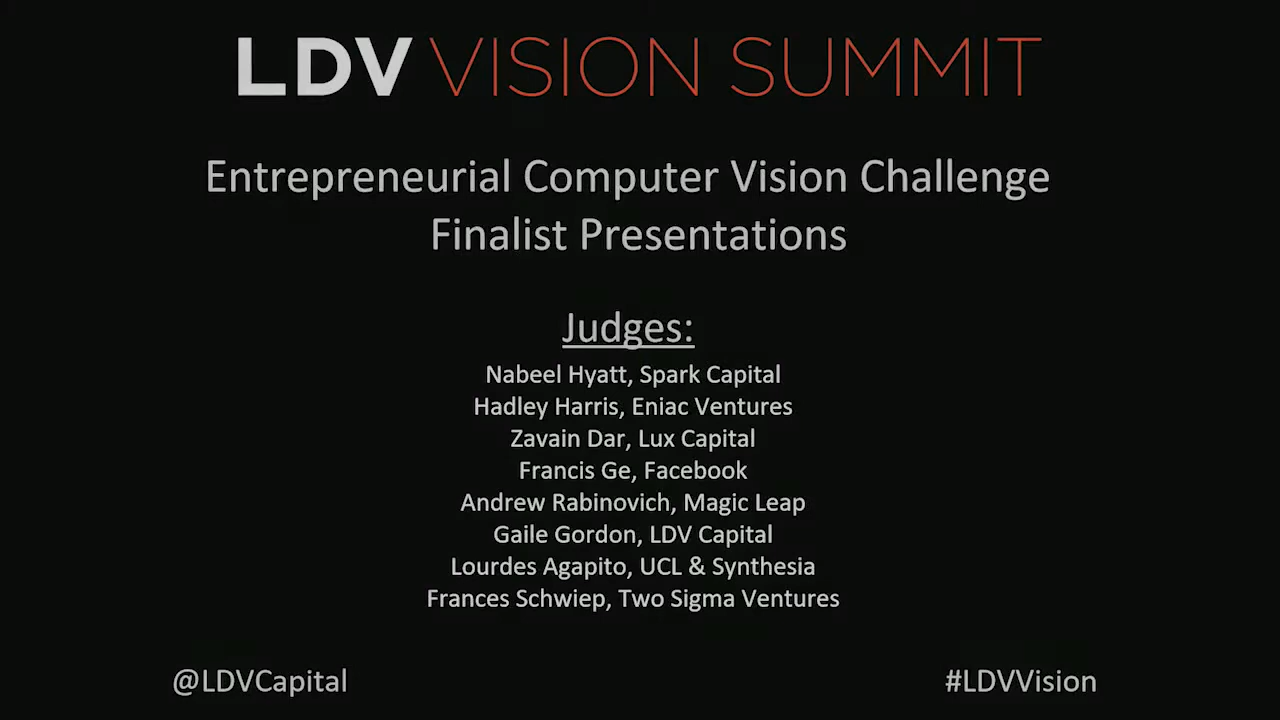 LDV VISION SUMMIT
Entrepreneurial Computer Vision Challenge
Finalist Presentations
Judges:
Nabeel Hyatt, Spark Capital
Hadley Harris, Eniac Ventures
Zavain Dar, Lux Capital
Francis Ge, Facebook
Andrew Rabinovich, Magic Leap
Gaile Gordon, LDV Capital
Lourdes Agapito, UCL & Synthesia
Frances Schwiep, Two Sigma Ventures
@LDVCapital #LDVVision